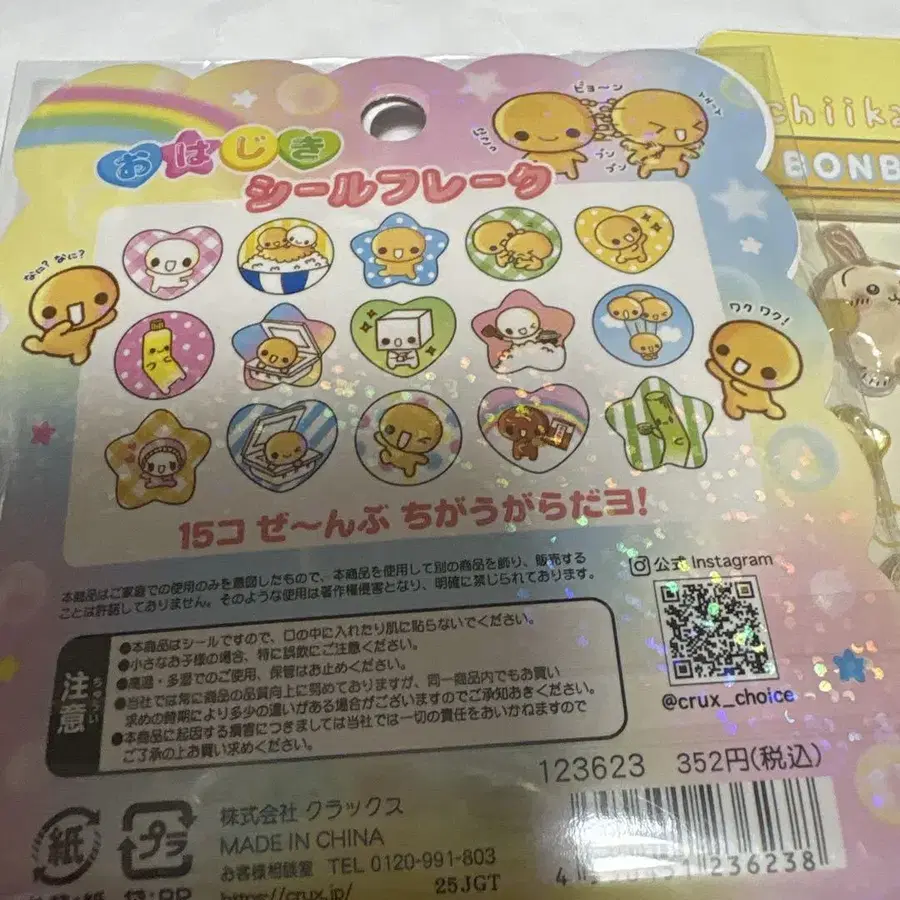 おはじき
シールフレーク
ピョーン
プン
プン
なに?なに?
ワクワク!
chiika
BONB
15コ ぜ〜んぶ ちがうがらだヨ!
本商品はご家庭での使用のみを意図したもので、本商品を使用して別の商品を飾り、販売する
ことは許諾しておりません。そのような使用は著作権侵害となり、明確に禁じられております。
公式 Instagram
@crux_choice
注意
ちゅうい
●本商品はシールですので、口の中に入れたり肌に貼らないでください。
●小さなお子様の場合、特に誤飲にご注意ください。
●高温・多湿でのご使用、保管はお止めください。
●当社では常に商品の品質向上に努めておりますが、同一商品内でもお買い
求めの時期により多少の違いがある場合がございますのでご承知おきください。
●本商品に起因する損害につきましては当社では一切の責任をおいかねますので
ご了承の上お買い求めください。
123623 352円(税込)
紙
プラ
株式会社 クラックス
MADE IN CHINA
お客様相談室 TEL 0120-991-803
https://crux.jp/
25JGT
236238